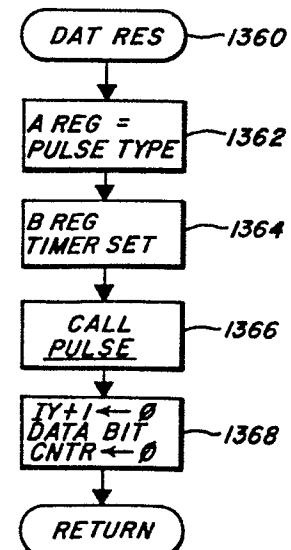 DAT RES
1360
A REG =
PULSE TYPE
1362
B REG
TIMER SET
1364
CALL
PULSE
1366
IY+1 ← Ø
DATA BIT
CNTR ← Ø
1368
RETURN